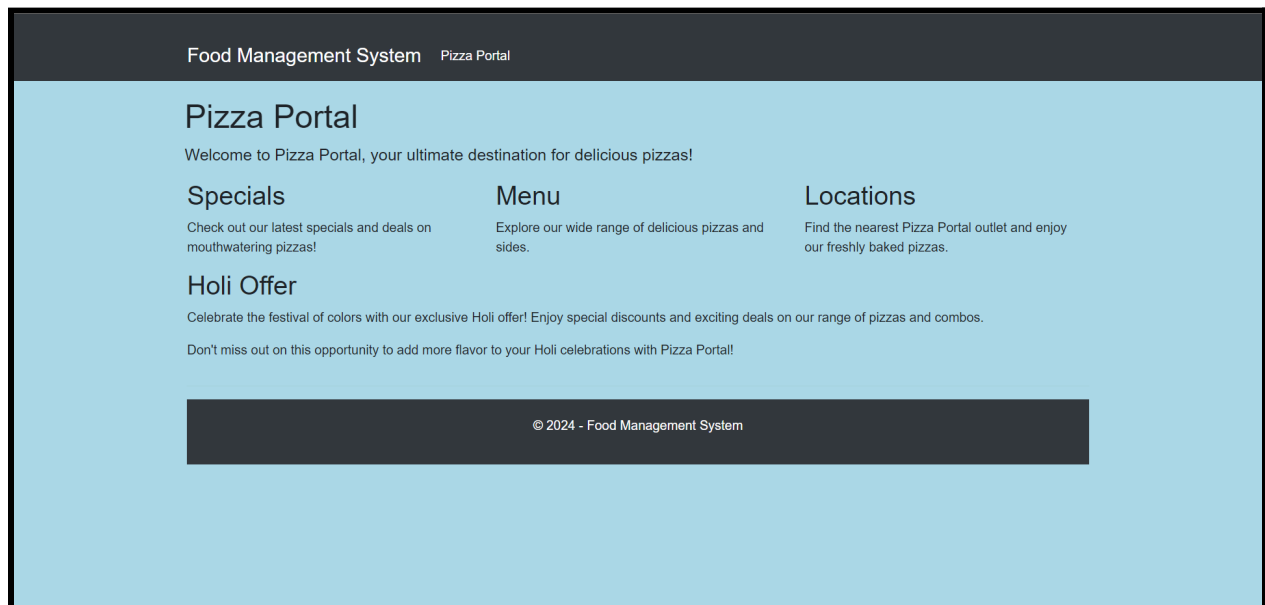 Food Management System Pizza Portal
Pizza Portal
Welcome to Pizza Portal, your ultimate destination for delicious pizzas!
Specials
Check out our latest specials and deals on
mouthwatering pizzas!
Menu
Explore our wide range of delicious pizzas and
sides.
Locations
Find the nearest Pizza Portal outlet and enjoy
our freshly baked pizzas.
Holi Offer
Celebrate the festival of colors with our exclusive Holi offer! Enjoy special discounts and exciting deals on our range of pizzas and combos.
Don't miss out on this opportunity to add more flavor to your Holi celebrations with Pizza Portal!
© 2024 - Food Management System